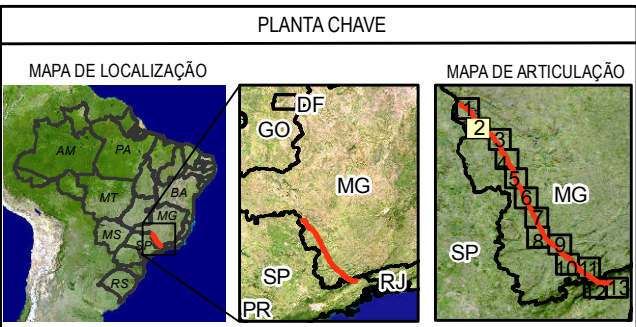 PLANTA CHAVE
MAPA DE LOCALIZAÇÃO
AM
PA
MT
BA
MG
MS
SP
RS
DF
GO
MG
SP
RJ
PR
MAPA DE ARTICULAÇÃO
1
2
3
4
5
6
7
8
9
10
11
12
13
MG
SP